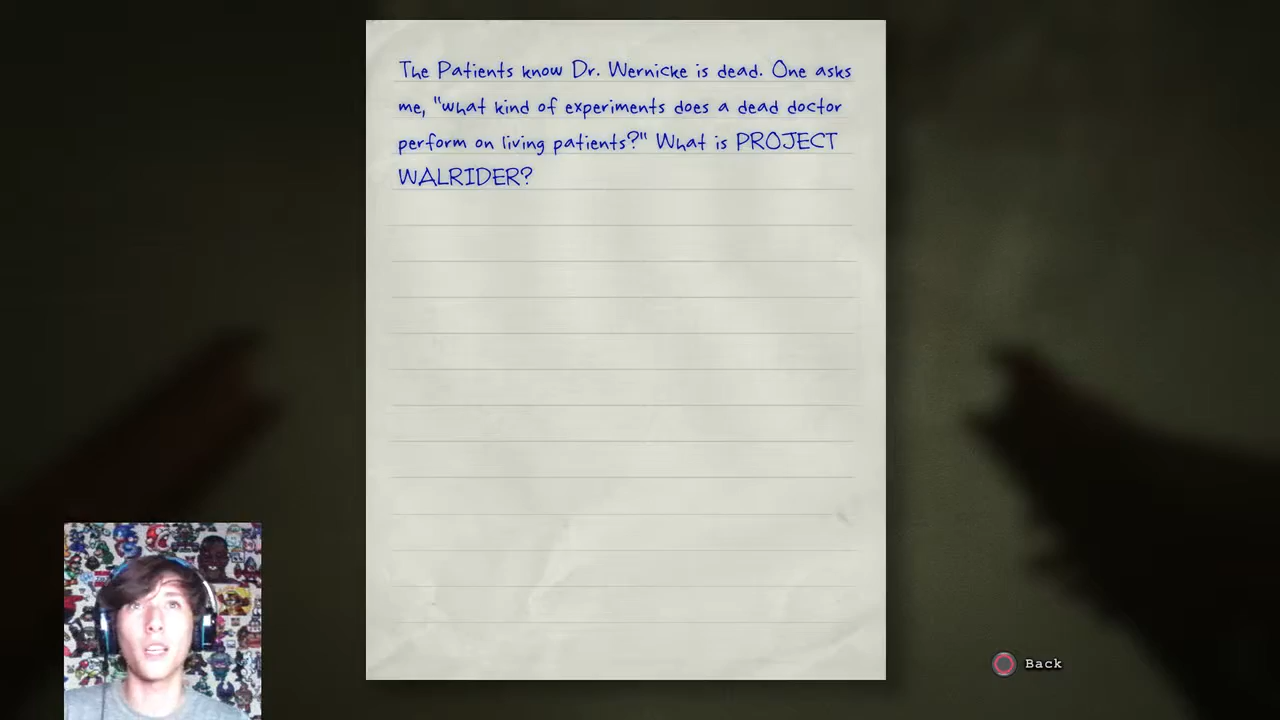 The Patients know Dr. Wernicke is dead. One asks
me, "what kind of experiments does a dead doctor
perform on living patients?" What is PROJECT
WALRIDER?
Back